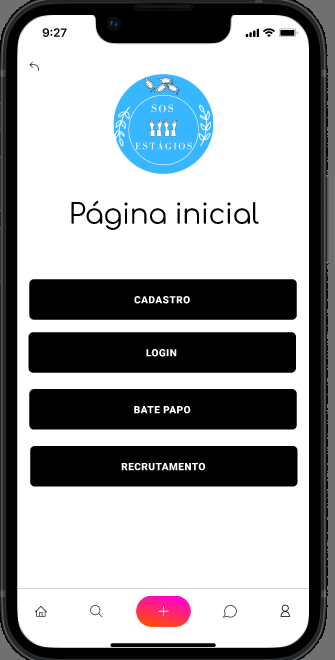 9:27
SOS
ESTÁGIOS
Página inicial
CADASTRO
LOGIN
BATE PAPO
RECRUTAMENTO